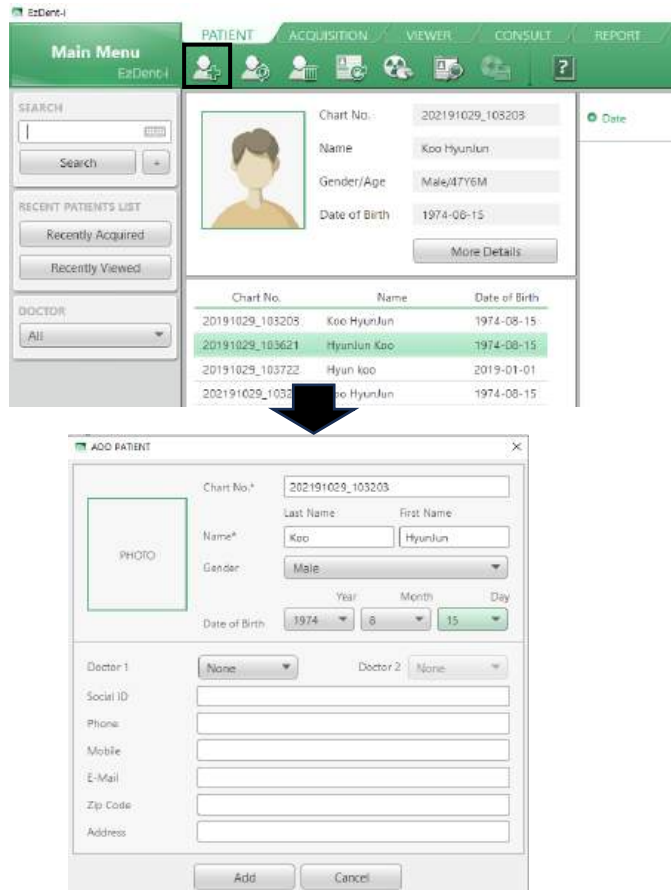 EzDent-i
Main Menu
EzDent-i
PATIENT
ACQUISITION
VIEWER
CONSULT
REPORT
?
SEARCH
Search
+
RECENT PATIENTS LIST
Recently Acquired
Recently Viewed
DOCTOR
All
Chart No. 202191029_103203
Name Koo HyunJun
Gender/Age Male/47Y6M
Date of Birth 1974-08-15
More Details
Date
Chart No. Name Date of Birth
20191029_103203 Koo HyunJun 1974-08-15
20191029_103621 HyunJun Koo 1974-08-15
20191029_103722 Hyun koo 2019-01-01
HyunJun 1974-08-15
ADD PATIENT
PHOTO
Chart No.* 202191029_103203
Last Name First Name
Name* Koo HyunJun
Gender Male
Year Month Day
Date of Birth 1974 8 15
Doctor 1 None Doctor 2 None
Social ID
Phone
Mobile
E-Mail
Zip Code
Address
Add Cancel